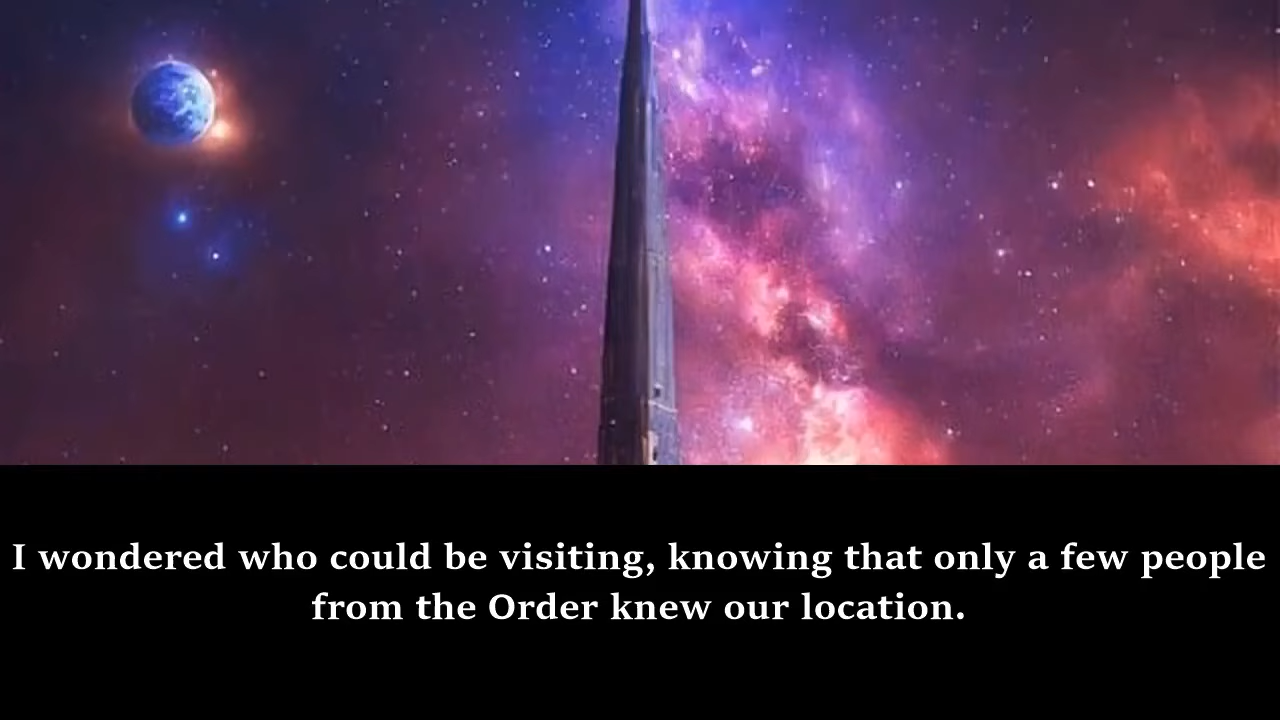 I wondered who could be visiting, knowing that only a few people
from the Order knew our location.